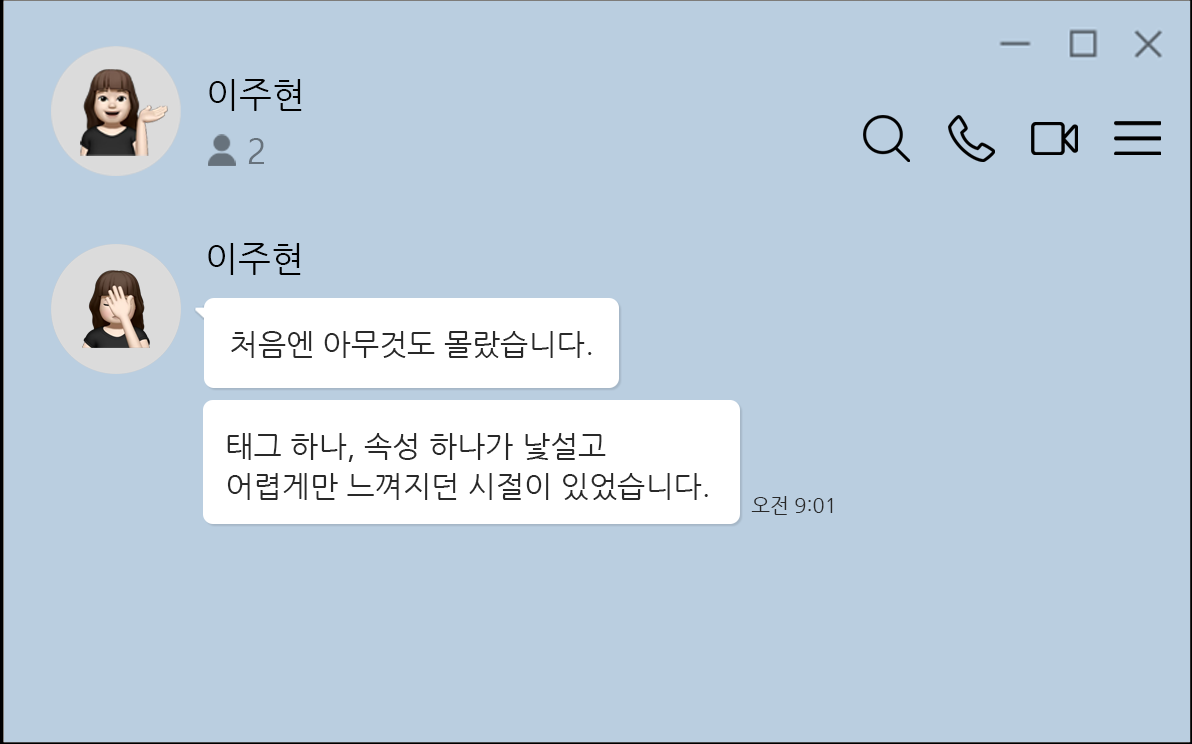 이주현
2
이주현
처음엔 아무것도 몰랐습니다.
태그 하나, 속성 하나가 낯설고
어렵게만 느껴지던 시절이 있었습니다.
오전 9:01